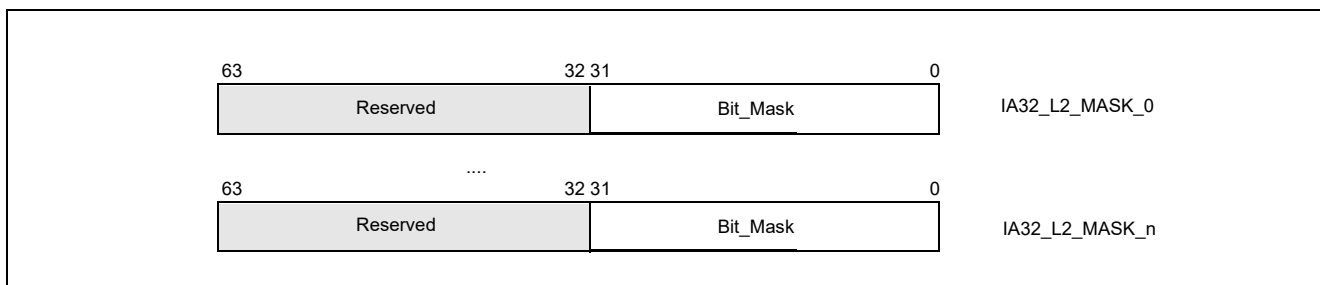 63 32 31 0
Reserved Bit_Mask IA32_L2_MASK_0
....
63 32 31 0
Reserved Bit_Mask IA32_L2_MASK_n